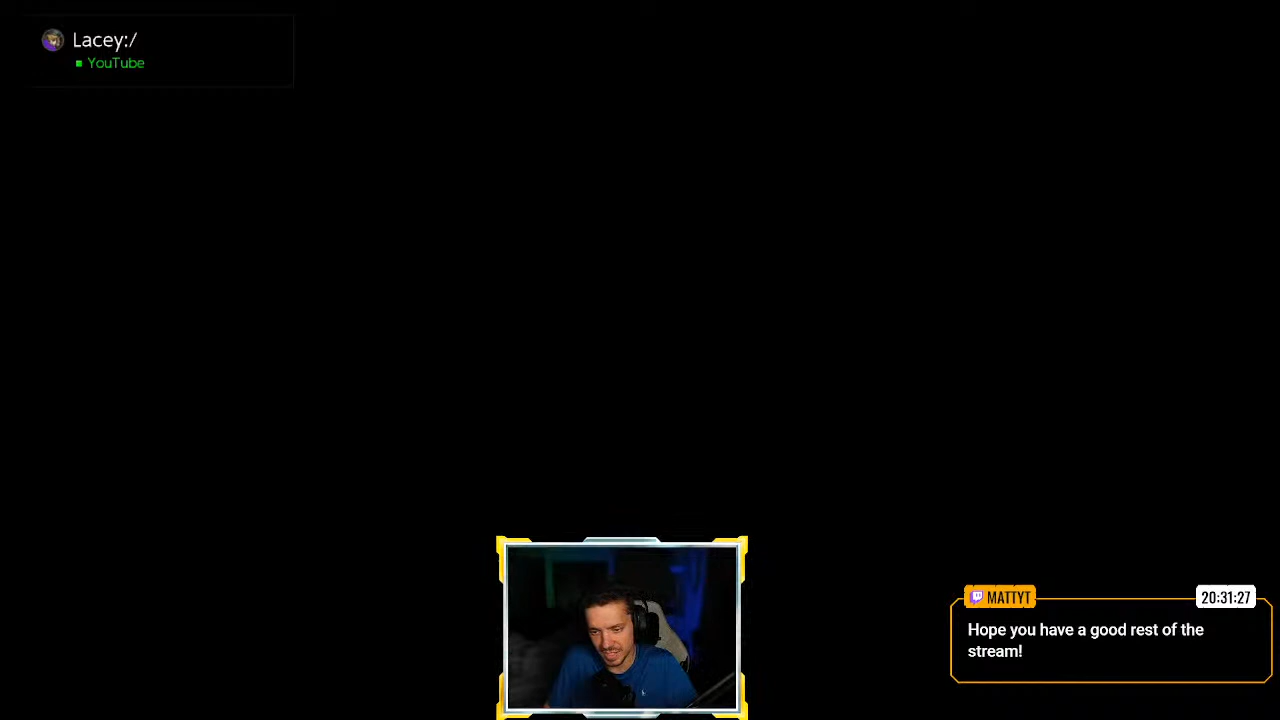 Lacey:/
YouTube
MATTYT
20:31:27
Hope you have a good rest of the
stream!